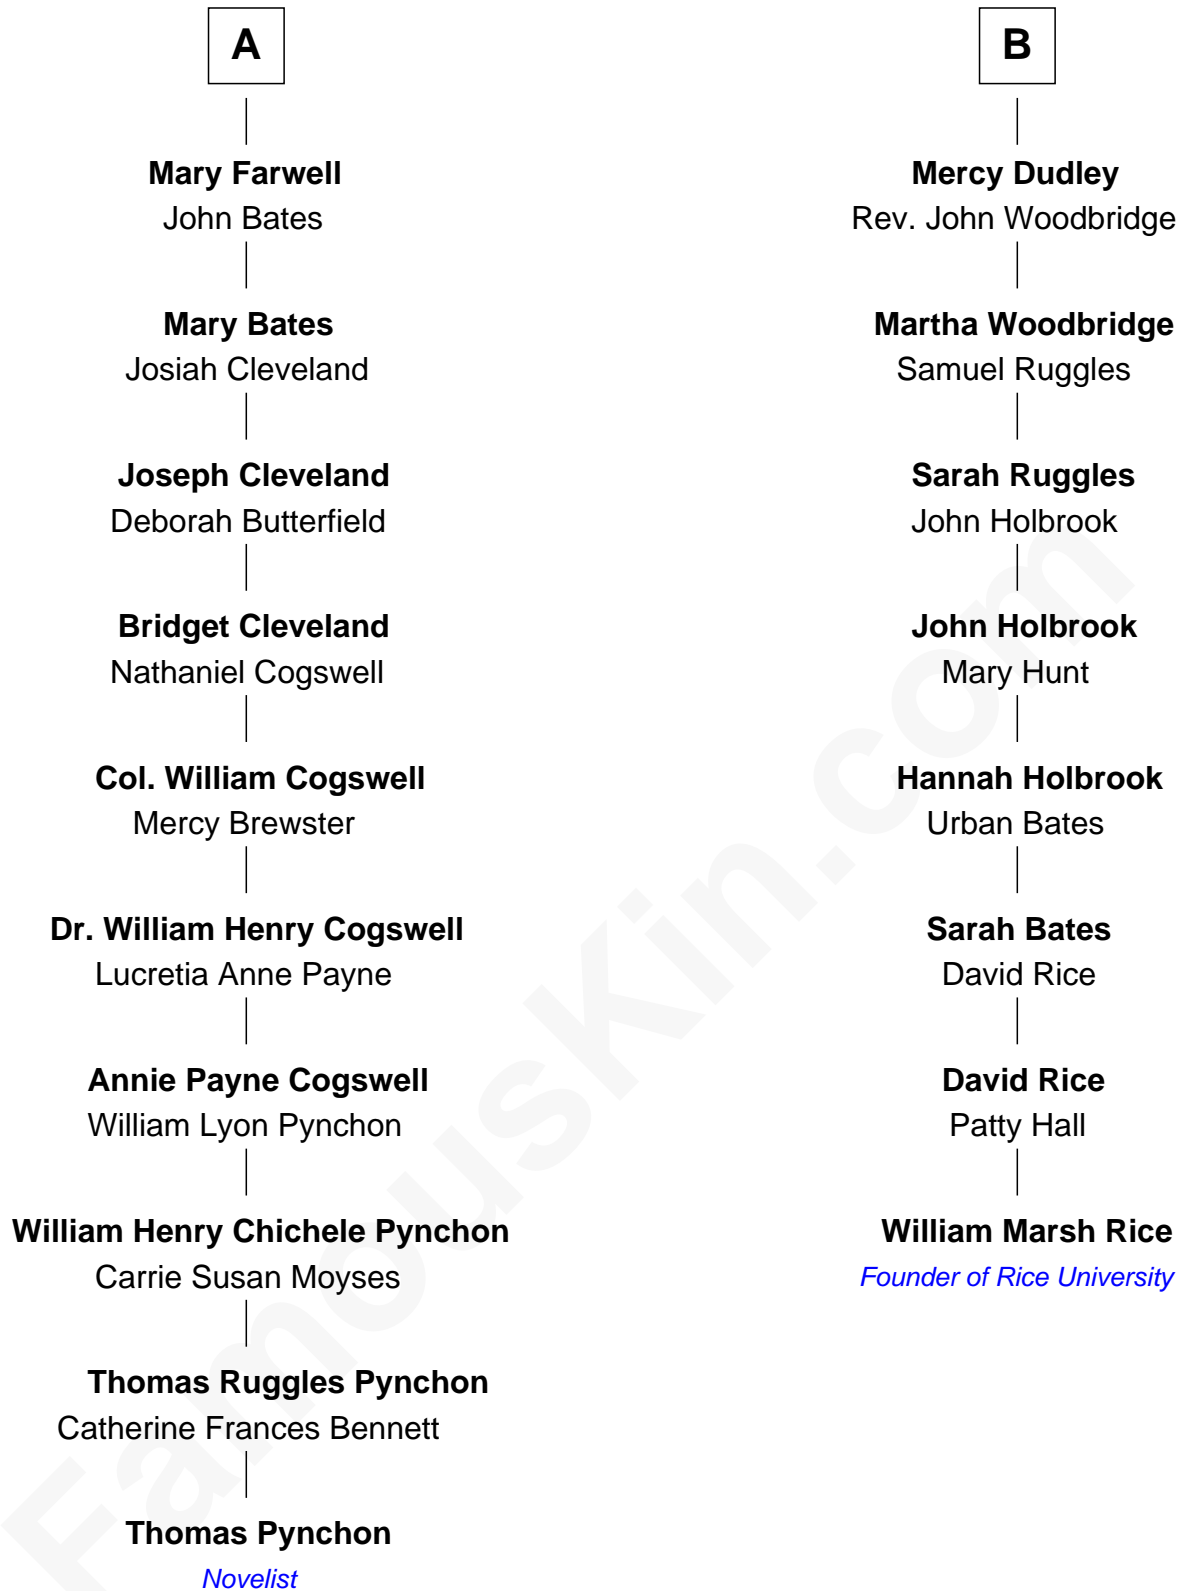 A
Mary Farwell
John Bates
Mary Bates
Josiah Cleveland
Joseph Cleveland
Deborah Butterfield
Bridget Cleveland
Nathaniel Cogswell
Col. William Cogswell
Mercy Brewster
Dr. William Henry Cogswell
Lucretia Anne Payne
Annie Payne Cogswell
William Lyon Pynchon
William Henry Chichele Pynchon
Carrie Susan Moyses
Thomas Ruggles Pynchon
Catherine Frances Bennett
Thomas Pynchon
Novelist
B
Mercy Dudley
Rev. John Woodbridge
Martha Woodbridge
Samuel Ruggles
Sarah Ruggles
John Holbrook
John Holbrook
Mary Hunt
Hannah Holbrook
Urban Bates
Sarah Bates
David Rice
David Rice
Patty Hall
William Marsh Rice
Founder of Rice University
FamousKin.com